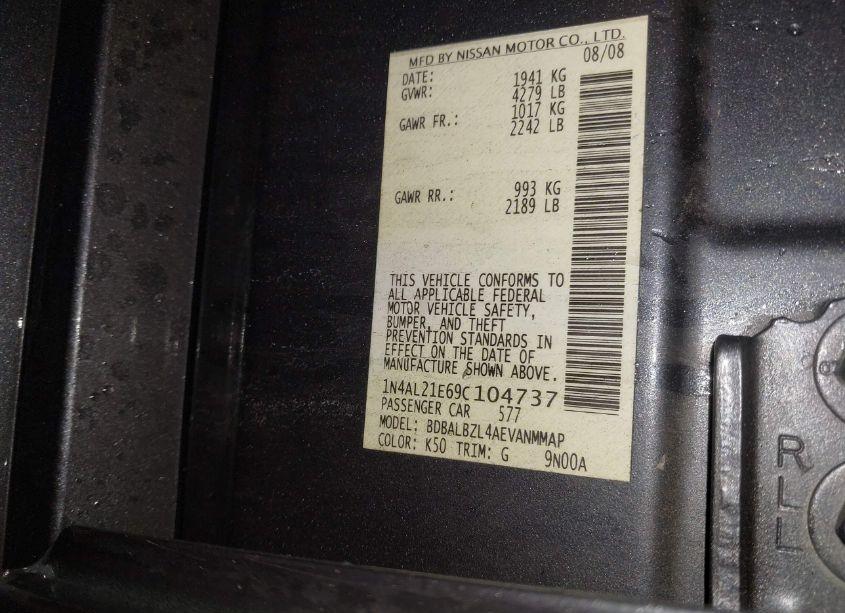 MFD BY NISSAN MOTOR CO., LTD.
DATE: 08/08
GVWR: 1941 KG
4279 LB
GAWR FR.: 1017 KG
2242 LB
GAWR RR.: 993 KG
2189 LB
THIS VEHICLE CONFORMS TO
ALL APPLICABLE FEDERAL
MOTOR VEHICLE SAFETY,
BUMPER, AND THEFT
PREVENTION STANDARDS IN
EFFECT ON THE DATE OF
MANUFACTURE SHOWN ABOVE.
1N4AL21E69C104737
PASSENGER CAR 577
MODEL: BDBALBZL4AEVANMMAP
COLOR: K50 TRIM: G 9N00A
RLL